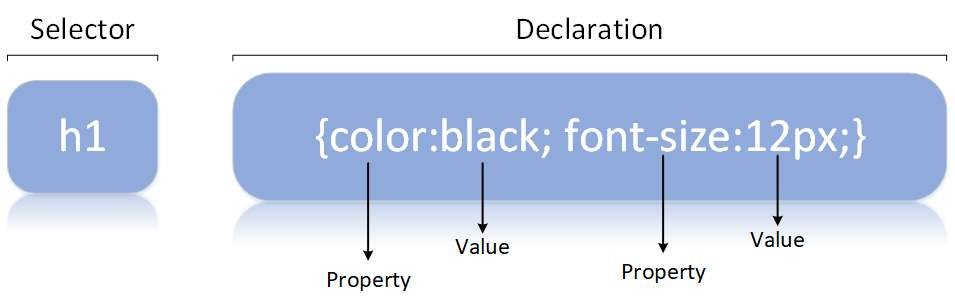 Selector
Declaration
h1
{color:black; font-size:12px;}
Value
Value
Property
Property